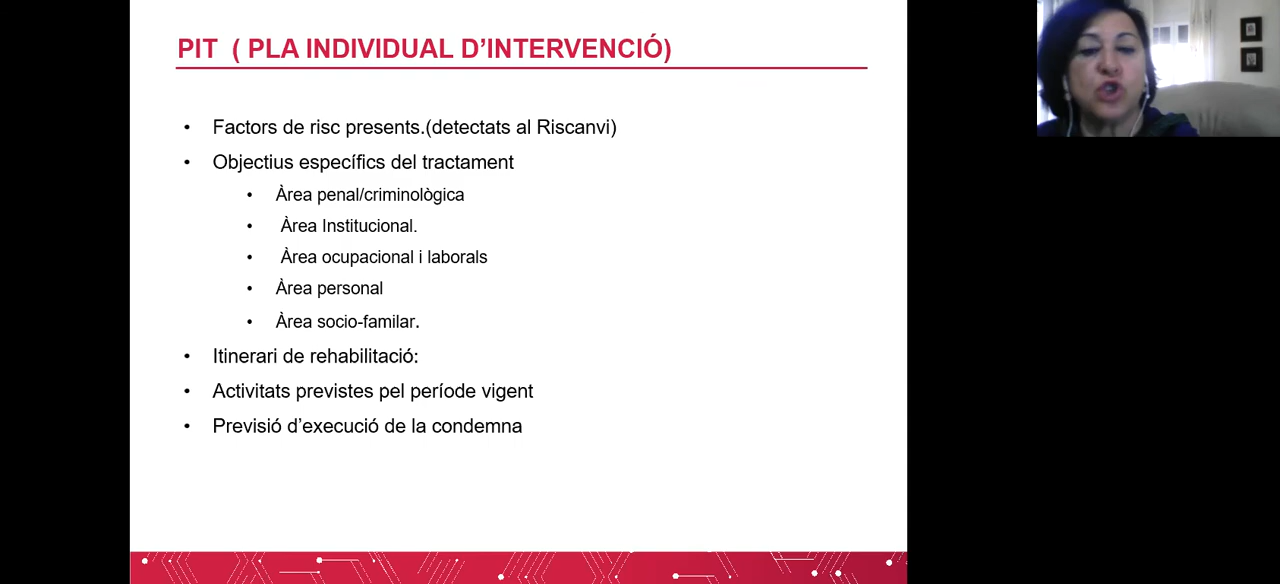 PIT ( PLA INDIVIDUAL D’INTERVENCIÓ)
• Factors de risc presents.(detectats al Riscanvi)
• Objectius específics del tractament
• Àrea penal/criminològica
• Àrea Institucional.
• Àrea ocupacional i laborals
• Àrea personal
• Àrea socio-familar.
• Itinerari de rehabilitació:
• Activitats previstes pel període vigent
• Previsió d’execució de la condemna